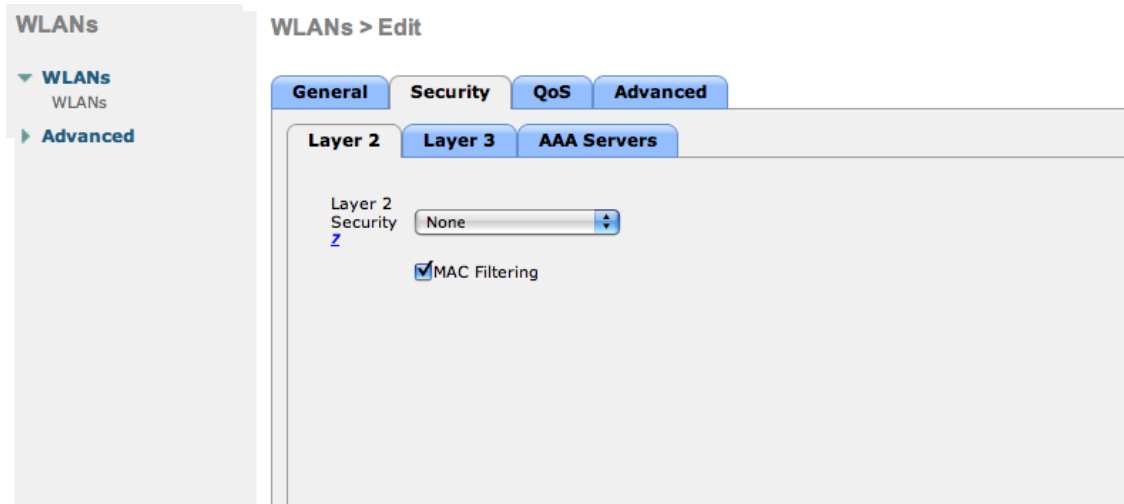 WLANs
WLANs
WLANs
Advanced
WLANs > Edit
General Security QoS Advanced
Layer 2 Layer 3 AAA Servers
Layer 2
Security
7
None
MAC Filtering